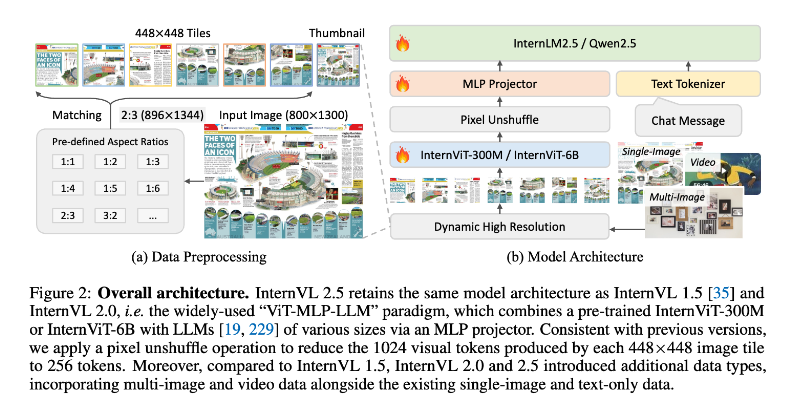 448×448 Tiles
Thumbnail
THE TWO
FACES OF
AN ICON
Matching
2:3 (896×1344)
Input Image (800×1300)
Pre-defined Aspect Ratios
1:1 1:2 1:3
1:4 1:5 1:6
2:3 3:2 ...
THE TWO
FACES OF
AN ICON
(a) Data Preprocessing
InternLM2.5 / Qwen2.5
MLP Projector
Text Tokenizer
Pixel Unshuffle
Chat Message
InternViT-300M / InternViT-6B
Single-Image
Video
Multi-Image
Dynamic High Resolution
(b) Model Architecture
Figure 2: Overall architecture. InternVL 2.5 retains the same model architecture as InternVL 1.5 [35] and
InternVL 2.0, i.e. the widely-used “ViT-MLP-LLM” paradigm, which combines a pre-trained InternViT-300M
or InternViT-6B with LLMs [19, 229] of various sizes via an MLP projector. Consistent with previous versions,
we apply a pixel unshuffle operation to reduce the 1024 visual tokens produced by each 448×448 image tile
to 256 tokens. Moreover, compared to InternVL 1.5, InternVL 2.0 and 2.5 introduced additional data types,
incorporating multi-image and video data alongside the existing single-image and text-only data.